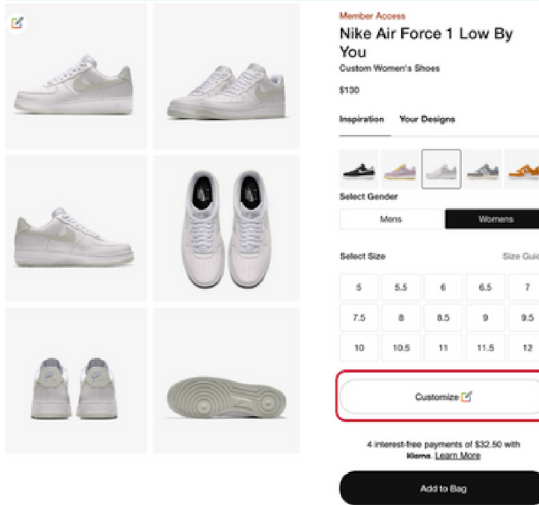 Member Access
Nike Air Force 1 Low By
You
Custom Women's Shoes
$130
Inspiration Your Designs
Select Gender
Mens Womens
Select Size Size Guid
5 5.5 6 6.5 7
7.5 8 8.5 9 9.5
10 10.5 11 11.5 12
Customize
4 interest-free payments of $32.50 with
Klarna. Learn More
Add to Bag